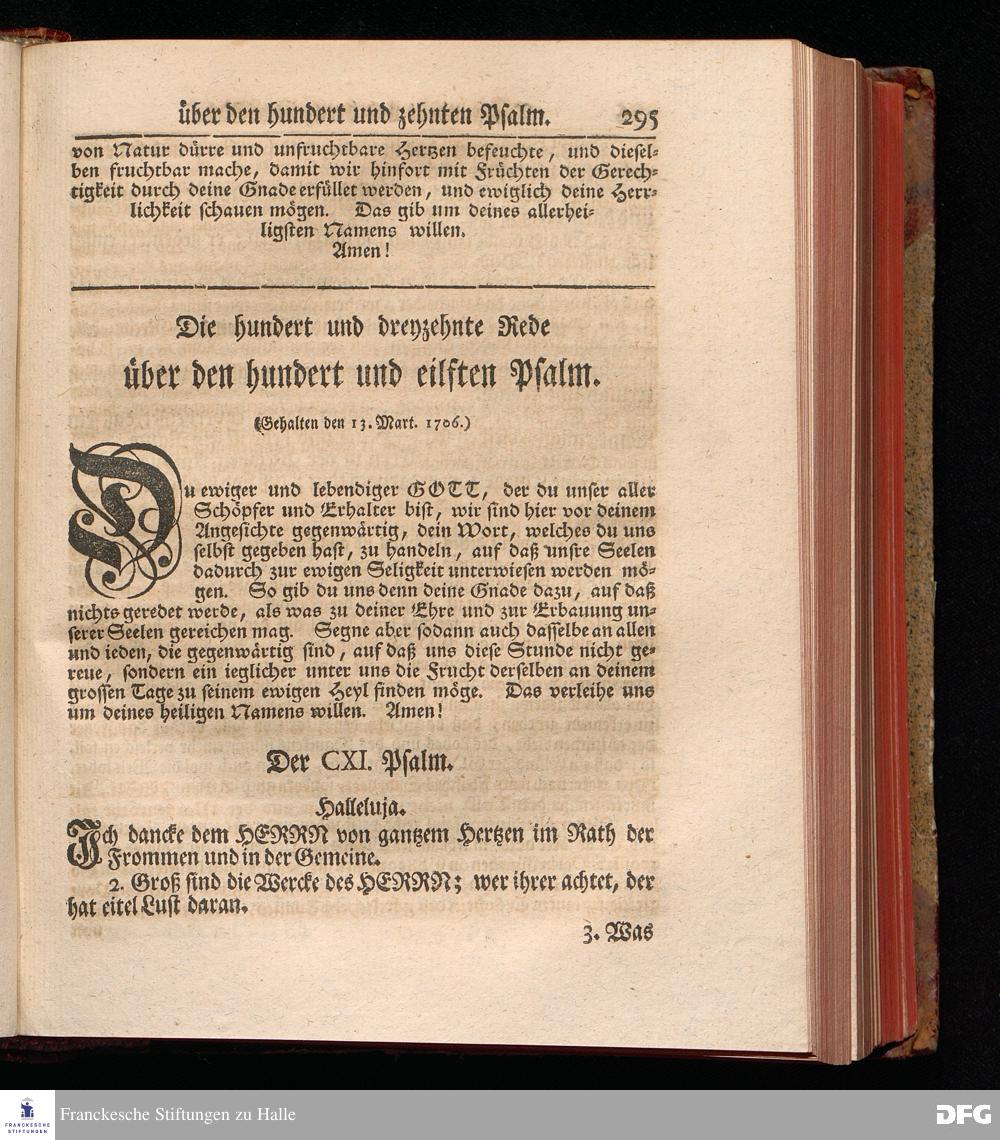 über den hundert und zehnten Psalm. 295
von Natur dürre und unfruchtbare Hertzen befeuchte, und diesel-
ben fruchtbar mache, damit wir hinfort mit Früchten der Gerech-
tigkeit durch deine Gnade erfüllet werden, und ewiglich deine Herr-
lichkeit schauen mögen. Das gib um deines allerhei-
ligsten Namens willen.
Amen!
Die hundert und dreyzehnte Rede
über den hundert und eilften Psalm.
(Gehalten den 13. Mart. 1706.)
Du ewiger und lebendiger GOTT, der du unser aller
Schöpfer und Erhalter bist, wir sind hier vor deinem
Angesichte gegenwärtig, dein Wort, welches du uns
selbst gegeben hast, zu handeln, auf daß unsre Seelen
dadurch zur ewigen Seligkeit unterwiesen werden mö-
gen. So gib du uns denn deine Gnade dazu, auf daß
nichts geredet werde, als was zu deiner Ehre und zur Erbauung un-
serer Seelen gereichen mag. Segne aber sodann auch dasselbe an allen
und ieden, die gegenwärtig sind, auf daß uns diese Stunde nicht ge-
reue, sondern ein ieglicher unter uns die Frucht derselben an deinem
grossen Tage zu seinem ewigen Heyl finden möge. Das verleihe uns
um deines heiligen Namens willen. Amen!
Der CXI. Psalm.
Halleluja.
Ich dancke dem HERRN von gantzem Hertzen im Rath der
Frommen und in der Gemeine.
2. Groß sind die Wercke des HERRN; wer ihrer achtet, der
hat eitel Lust daran.
3. Was
FRANCKESCHE
STIFTUNGEN
Franckesche Stiftungen zu Halle
DFG